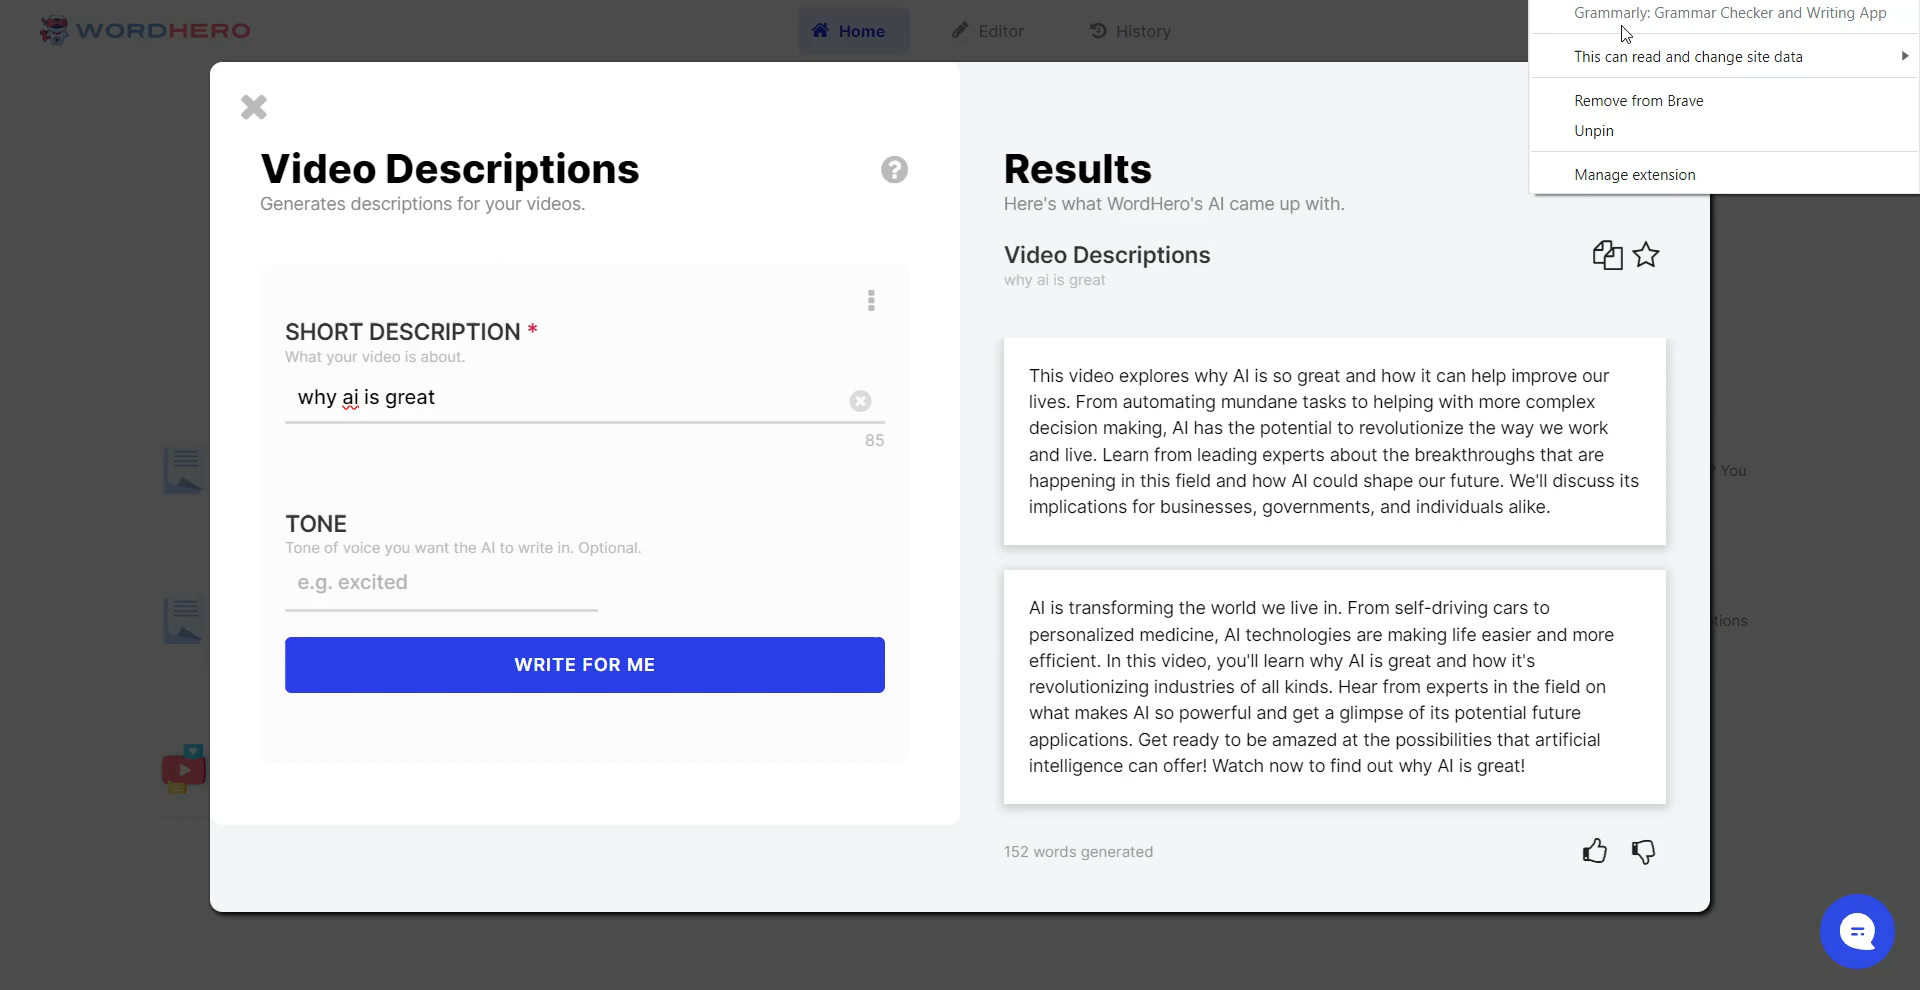 WORDHERO
Home
Editor
History
Grammarly: Grammar Checker and Writing App
This can read and change site data
Remove from Brave
Unpin
Manage extension
Video Descriptions
?
Generates descriptions for your videos.
SHORT DESCRIPTION *
What your video is about.
why ai is great
85
TONE
Tone of voice you want the AI to write in. Optional.
e.g. excited
WRITE FOR ME
Results
Here's what WordHero's AI came up with.
Video Descriptions
why ai is great
This video explores why AI is so great and how it can help improve our
lives. From automating mundane tasks to helping with more complex
decision making, AI has the potential to revolutionize the way we work
and live. Learn from leading experts about the breakthroughs that are
happening in this field and how AI could shape our future. We'll discuss its
implications for businesses, governments, and individuals alike.
AI is transforming the world we live in. From self-driving cars to
personalized medicine, AI technologies are making life easier and more
efficient. In this video, you'll learn why AI is great and how it's
revolutionizing industries of all kinds. Hear from experts in the field on
what makes AI so powerful and get a glimpse of its potential future
applications. Get ready to be amazed at the possibilities that artificial
intelligence can offer! Watch now to find out why AI is great!
152 words generated
? You